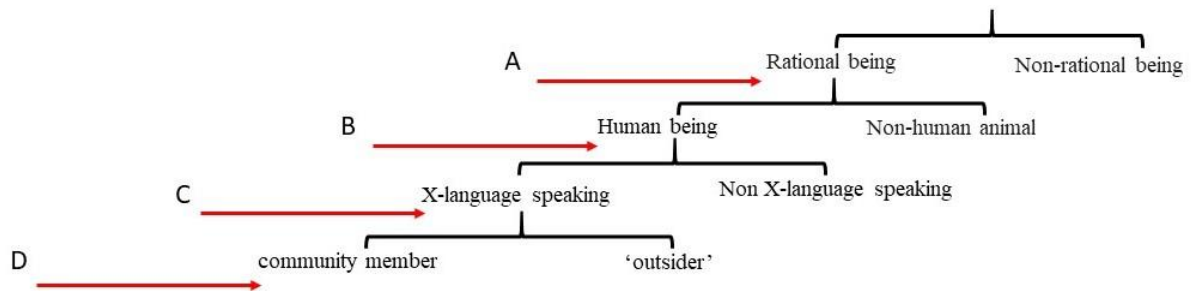 A Rational being Non-rational being
B Human being Non-human animal
C X-language speaking Non X-language speaking
D community member ‘outsider’